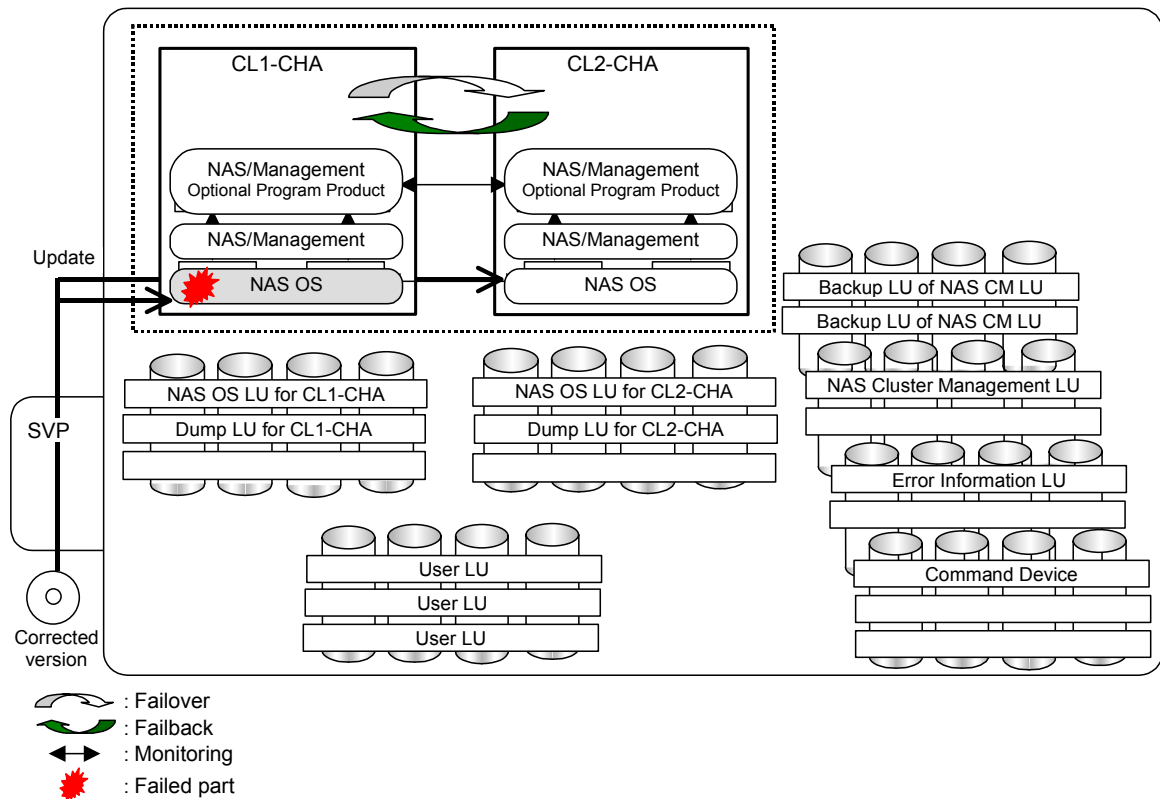 CL1-CHA
CL2-CHA
NAS/Management
Optional Program Product
NAS/Management
Optional Program Product
NAS/Management
NAS/Management
Update
NAS OS
NAS OS
Backup LU of NAS CM LU
Backup LU of NAS CM LU
NAS OS LU for CL1-CHA
Dump LU for CL1-CHA
NAS OS LU for CL2-CHA
Dump LU for CL2-CHA
NAS Cluster Management LU
SVP
Error Information LU
User LU
User LU
User LU
Command Device
Corrected
version
: Failover
: Failback
: Monitoring
: Failed part